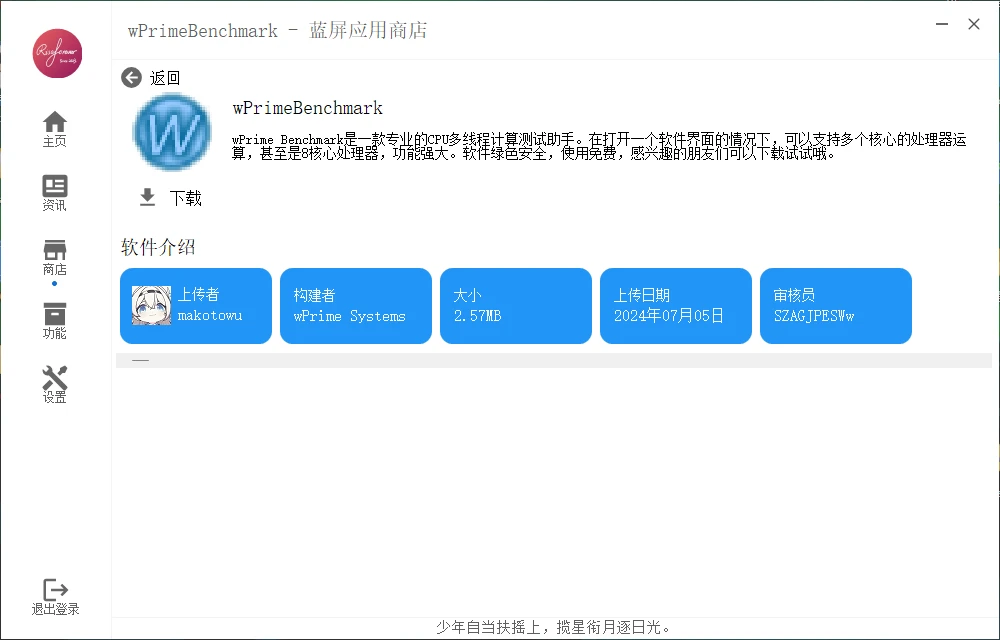 wPrimeBenchmark - 蓝屏应用商店
返回
wPrimeBenchmark
wPrime Benchmark是一款专业的CPU多线程计算测试助手。在打开一个软件界面的情况下，可以支持多个核心的处理器运
算，甚至是8核心处理器，功能强大。软件绿色安全，使用免费，感兴趣的朋友们可以下载试试哦。
下载
软件介绍
上传者
makotowu
构建者
wPrime Systems
大小
2.57MB
上传日期
2024年07月05日
审核员
SZAGJPESWw
主页
资讯
商店
功能
设置
退出登录
少年自当扶摇上，揽星衔月逐日光。